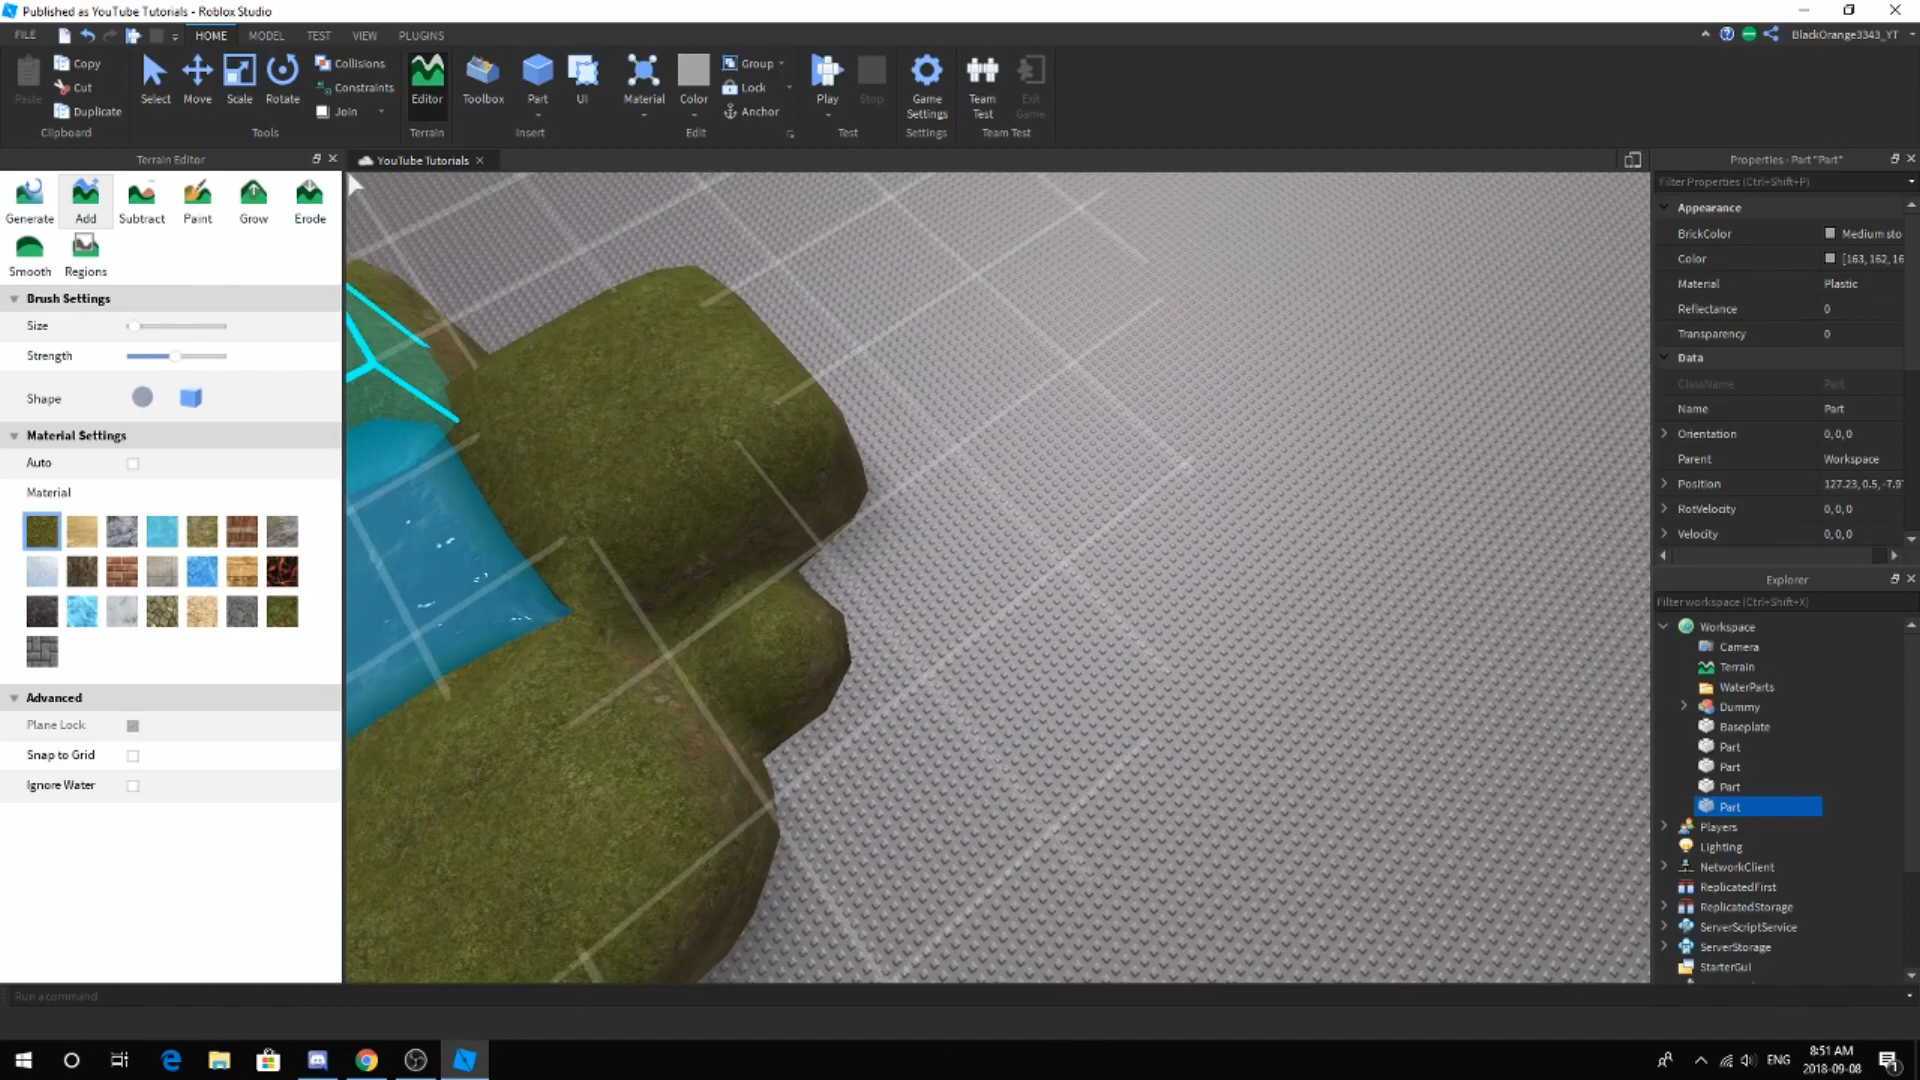 Published as YouTube Tutorials - Roblox Studio
FILE HOME MODEL TEST VIEW PLUGINS BlackOrange3343_YT
Paste Copy Cut Duplicate Clipboard
Select Move Scale Rotate Collisions Constraints Join Tools
Editor Terrain
Toolbox Part UI Insert
Material Color Group Lock Anchor Edit
Play Stop Test
Game Settings Settings
Team Test Exit Game Team Test
Terrain Editor
YouTube Tutorials
Generate Add Subtract Paint Grow Erode
Smooth Regions
Brush Settings
Size
Strength
Shape
Material Settings
Auto
Material
Advanced
Plane Lock
Snap to Grid
Ignore Water
Properties - Part "Part"
Filter Properties (Ctrl+Shift+P)
Appearance
BrickColor Medium sto
Color [163, 162, 16
Material Plastic
Reflectance 0
Transparency 0
Data
ClassName Part
Name Part
Orientation 0,0,0
Parent Workspace
Position 127.23, 0.5, -7.9
RotVelocity 0,0,0
Velocity 0,0,0
Explorer
Filter workspace (Ctrl+Shift+X)
Workspace
Camera
Terrain
WaterParts
Dummy
Baseplate
Part
Part
Part
Part
Players
Lighting
NetworkClient
ReplicatedFirst
ReplicatedStorage
ServerScriptService
ServerStorage
StarterGui
Run a command
ENG
8:51 AM
2018-09-08
1